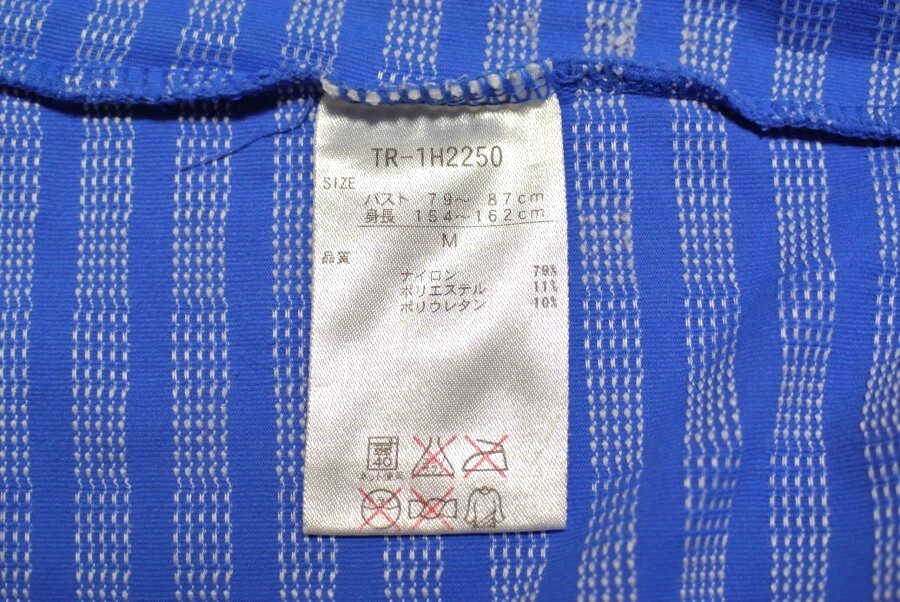 TR-1H2250
SIZE
バスト 79～ 87cm
身長 154～162cm
M
品質
ナイロン 79%
ポリエステル 11%
ポリウレタン 10%
40